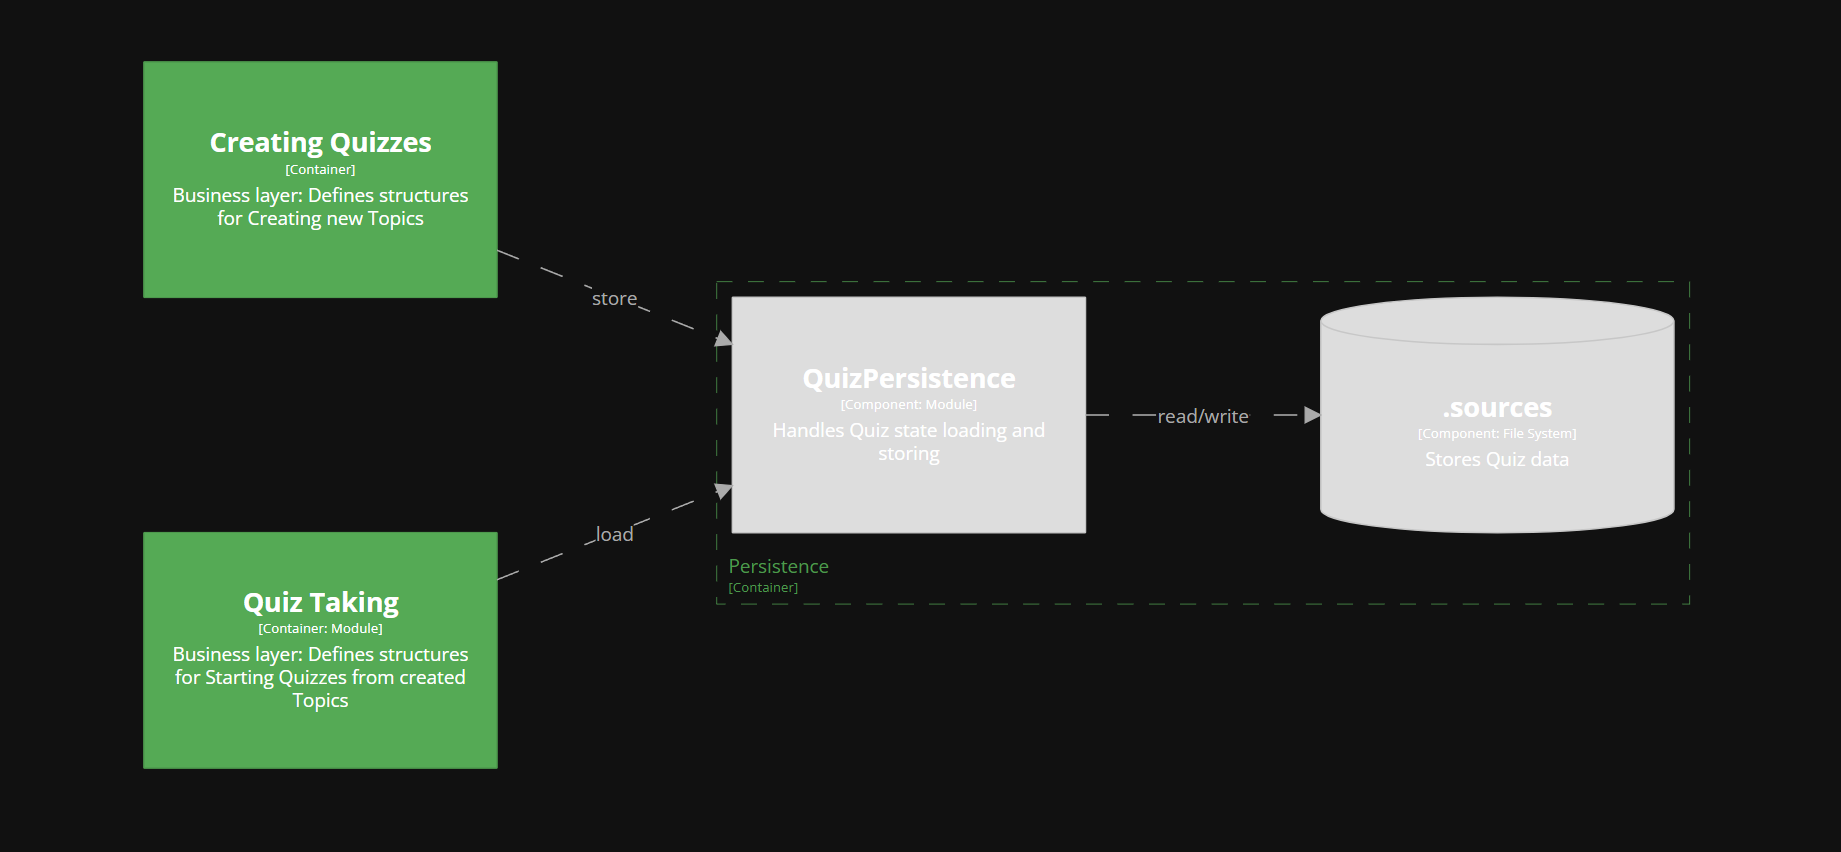 Creating Quizzes
[Container]
Business layer: Defines structures
for Creating new Topics
store
QuizPersistence
[Component: Module]
Handles Quiz state loading and
storing
read/write
.sources
[Component: File System]
Stores Quiz data
load
Persistence
[Container]
Quiz Taking
[Container: Module]
Business layer: Defines structures
for Starting Quizzes from created
Topics